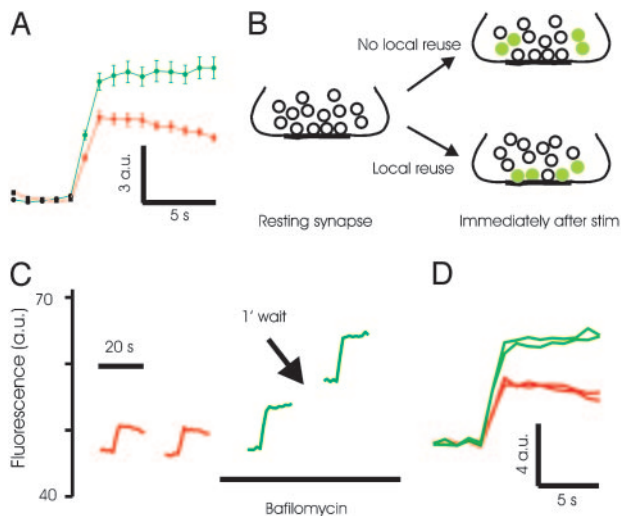 A
3 a.u.
5 s
B
No local reuse
Local reuse
Resting synapse
Immediately after stim
C
Fluorescence (a.u.)
70
40
20 s
1' wait
Bafilomycin
D
4 a.u.
5 s